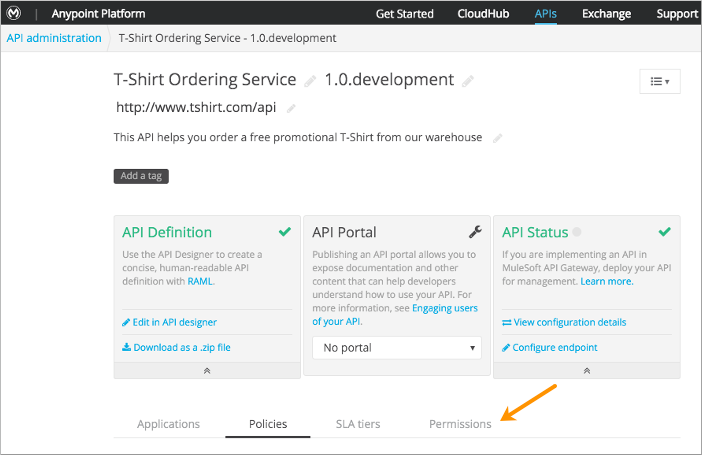 Anypoint Platform Get Started CloudHub APIs Exchange Support
API administration T-Shirt Ordering Service - 1.0.development
T-Shirt Ordering Service 1.0.development
http://www.tshirt.com/api
This API helps you order a free promotional T-Shirt from our warehouse
Add a tag
API Definition
Use the API Designer to create a
concise, human-readable API
definition with RAML.
Edit in API designer
Download as a .zip file
API Portal
Publishing an API portal allows you to
expose documentation and other
content that can help developers
understand how to use your API. For
more information, see Engaging users
of your API.
No portal
API Status
If you are implementing an API in
MuleSoft API Gateway, deploy your API
for management. Learn more.
View configuration details
Configure endpoint
Applications Policies SLA tiers Permissions